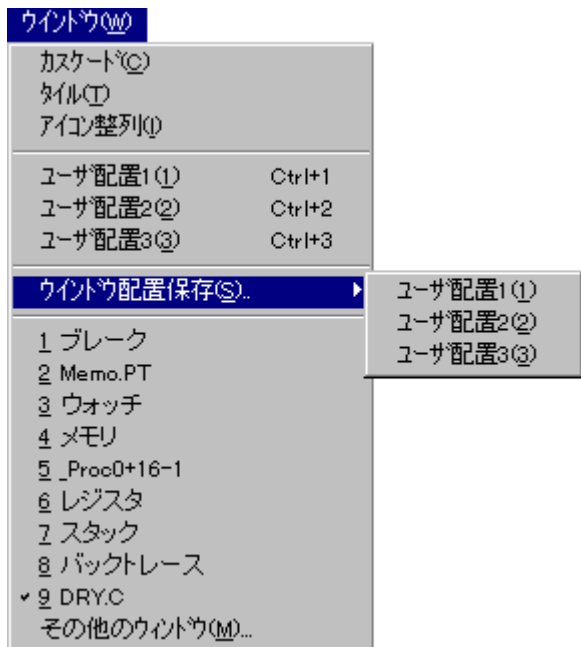 ｳｲﾝﾄﾞｳ(W)
ｶｽｹｰﾄﾞ(C)
ﾀｲﾙ(T)
ｱｲｺﾝ整列(I)
ﾕｰｻﾞ配置1(1) Ctrl+1
ﾕｰｻﾞ配置2(2) Ctrl+2
ﾕｰｻﾞ配置3(3) Ctrl+3
ｳｲﾝﾄﾞｳ配置保存(S)..
ﾕｰｻﾞ配置1(1)
ﾕｰｻﾞ配置2(2)
ﾕｰｻﾞ配置3(3)
1 ブレーク
2 Memo.PT
3 ウォッチ
4 メモリ
5 _Proc0+16-1
6 レジスタ
7 スタック
8 バックトレース
9 DRY.C
その他のｳｨﾝﾄﾞｳ(M)...